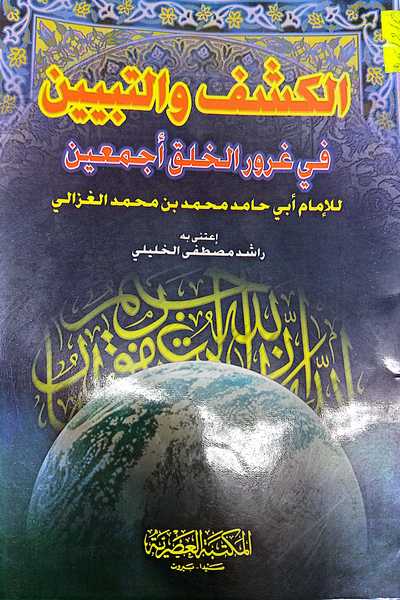 الكشف والتبيين
في غرور الخلق أجمعين
للإمام أبي حامد محمد بن محمد الغزالي
إعتنى به
راشد مصطفى الخليلي
المكتبة العصرية
صيدا - بيروت